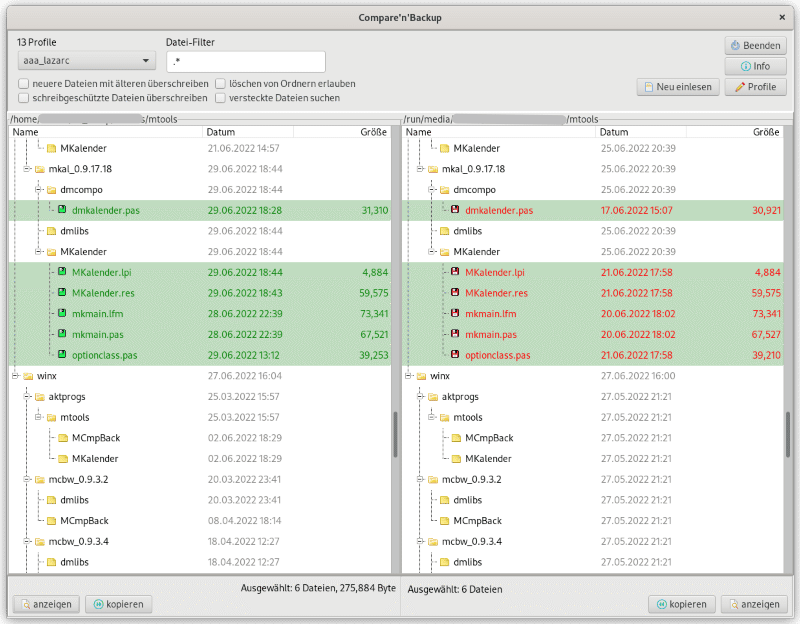 Compare'n'Backup
13 Profile
Datei-Filter
aaa_lazarc
.*
Beenden
Info
neuere Dateien mit älteren überschreiben
löschen von Ordnern erlauben
schreibgeschützte Dateien überschreiben
versteckte Dateien suchen
Neu einlesen
Profile
/home/ s/mtools
/run/media/ /mtools
Name Datum Größe Name Datum Größe
MKalender 21.06.2022 14:57 MKalender 25.06.2022 20:39
mkal_0.9.17.18 29.06.2022 18:44 mkal_0.9.17.18 25.06.2022 20:39
dmcompo 29.06.2022 18:44 dmcompo 25.06.2022 20:39
dmkalender.pas 29.06.2022 18:28 31,310 dmkalender.pas 17.06.2022 15:07 30,921
dmlibs 29.06.2022 18:44 dmlibs 25.06.2022 20:39
MKalender 29.06.2022 18:44 MKalender 25.06.2022 20:39
MKalender.lpi 29.06.2022 18:44 4,884 MKalender.lpi 21.06.2022 17:58 4,884
MKalender.res 29.06.2022 18:43 59,575 MKalender.res 21.06.2022 17:58 59,575
mkmain.lfm 28.06.2022 22:39 73,341 mkmain.lfm 20.06.2022 18:02 73,341
mkmain.pas 28.06.2022 22:39 67,521 mkmain.pas 20.06.2022 18:02 67,527
optionclass.pas 29.06.2022 13:12 39,253 optionclass.pas 21.06.2022 17:58 39,210
winx 27.06.2022 16:04 winx 27.06.2022 16:00
aktprogs 25.03.2022 15:57 aktprogs 27.05.2022 21:21
mtools 25.03.2022 15:57 mtools 27.05.2022 21:21
MCmpBack 02.06.2022 18:29 MCmpBack 27.05.2022 21:21
MKalender 02.06.2022 18:29 MKalender 27.05.2022 21:21
mcbw_0.9.3.2 20.03.2022 23:41 mcbw_0.9.3.2 27.05.2022 21:21
dmlibs 20.03.2022 23:41 dmlibs 27.05.2022 21:21
MCmpBack 08.04.2022 18:14 MCmpBack 27.05.2022 21:21
mcbw_0.9.3.4 18.04.2022 12:27 mcbw_0.9.3.4 27.05.2022 21:21
dmlibs 18.04.2022 12:27 dmlibs 27.05.2022 21:21
Ausgewählt: 6 Dateien, 275,884 Byte
Ausgewählt: 6 Dateien
anzeigen
kopieren
kopieren
anzeigen